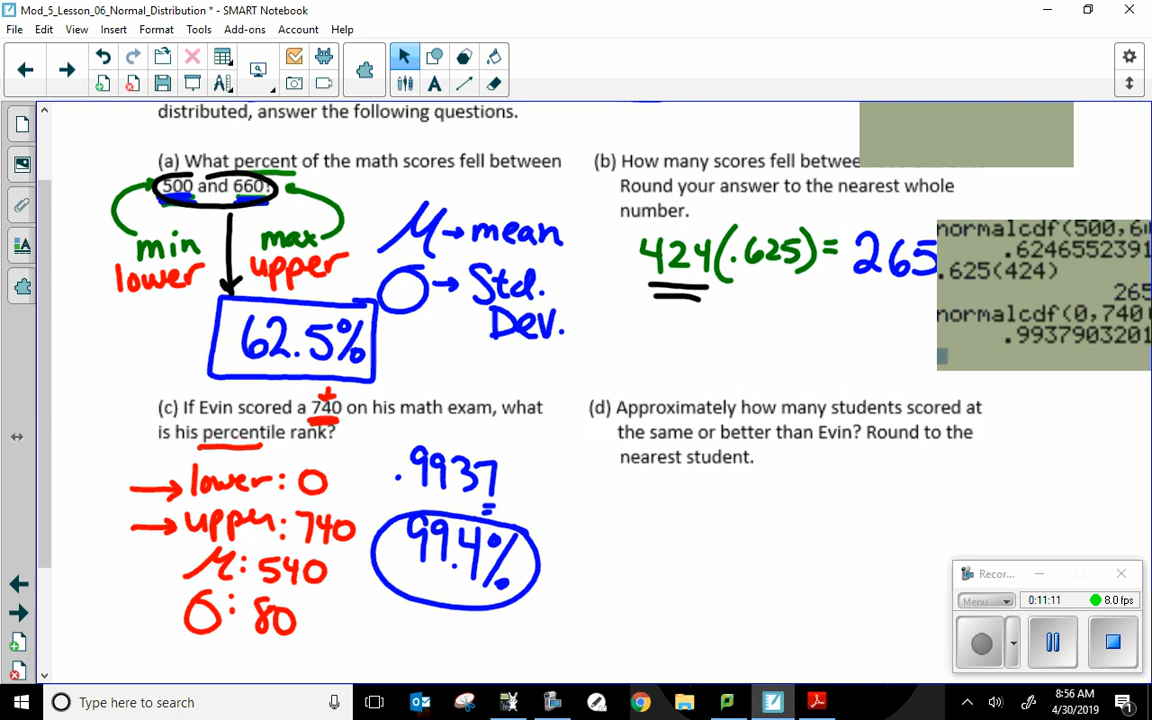 Mod_5_Lesson_06_Normal_Distribution * - SMART Notebook
File Edit View Insert Format Tools Add-ons Account Help
distributed, answer the following questions.
(a) What percent of the math scores fell between
500 and 660?
min
lower
max
upper
μ → mean
σ → Std.
Dev.
62.5%
(b) How many scores fell betwee
Round your answer to the nearest whole
number.
424(.625)= 265
normalcdf(500,6
.6246552391
.625(424)
265
normalcdf(0,740
.9937903201
(c) If Evin scored a 740 on his math exam, what
is his percentile rank?
→ lower: 0
→ upper: 740
μ: 540
σ: 80
.9937
99.4%
(d) Approximately how many students scored at
the same or better than Evin? Round to the
nearest student.
Recor...
Menu
0:11:11
8.0 fps
Type here to search
8:56 AM
4/30/2019
1